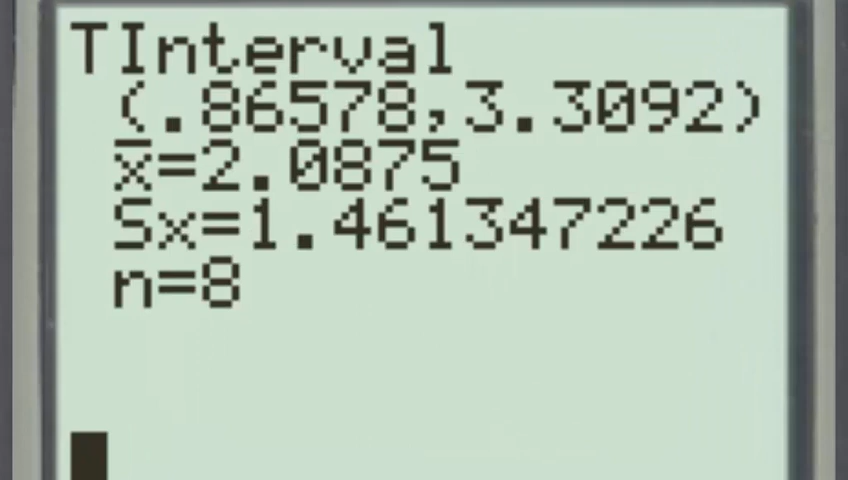 TInterval
(.86578,3.3092)
x̄=2.0875
Sx=1.461347226
n=8